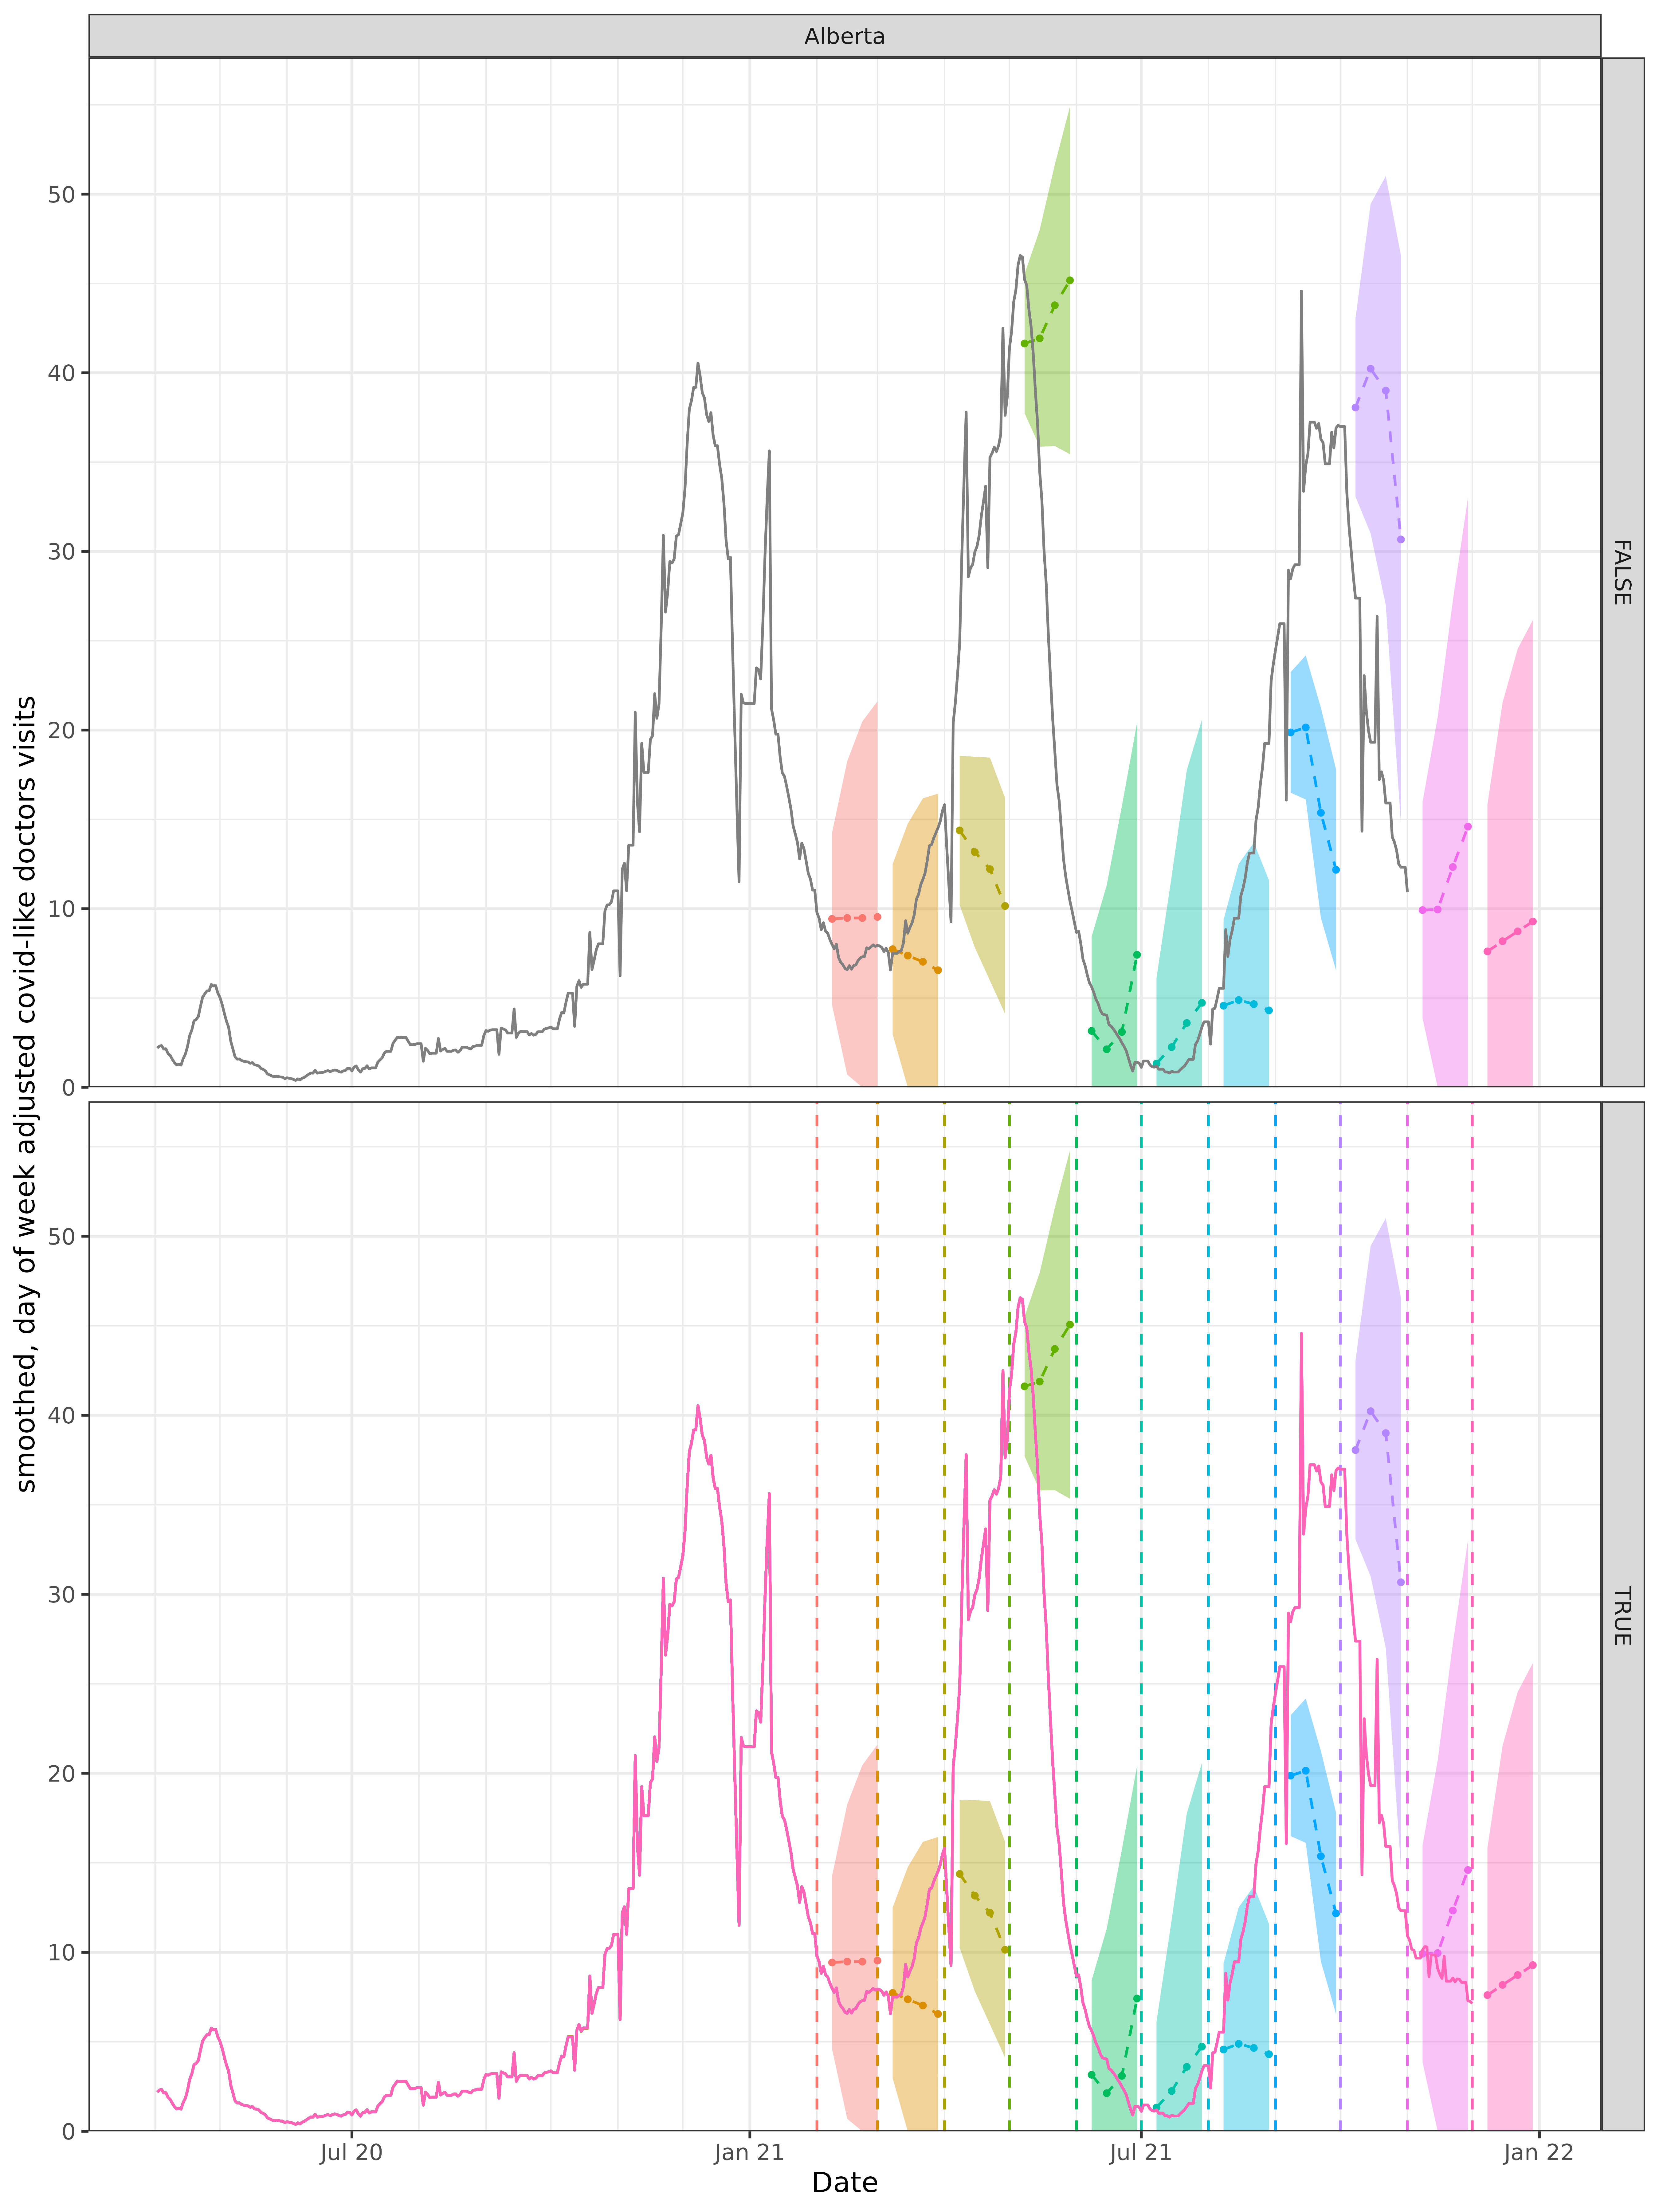 Alberta
FALSE
50
40
30
20
10
0
TRUE
50
40
30
20
10
0
smoothed, day of week adjusted covid-like doctors visits
Jul 20
Jan 21
Jul 21
Jan 22
Date